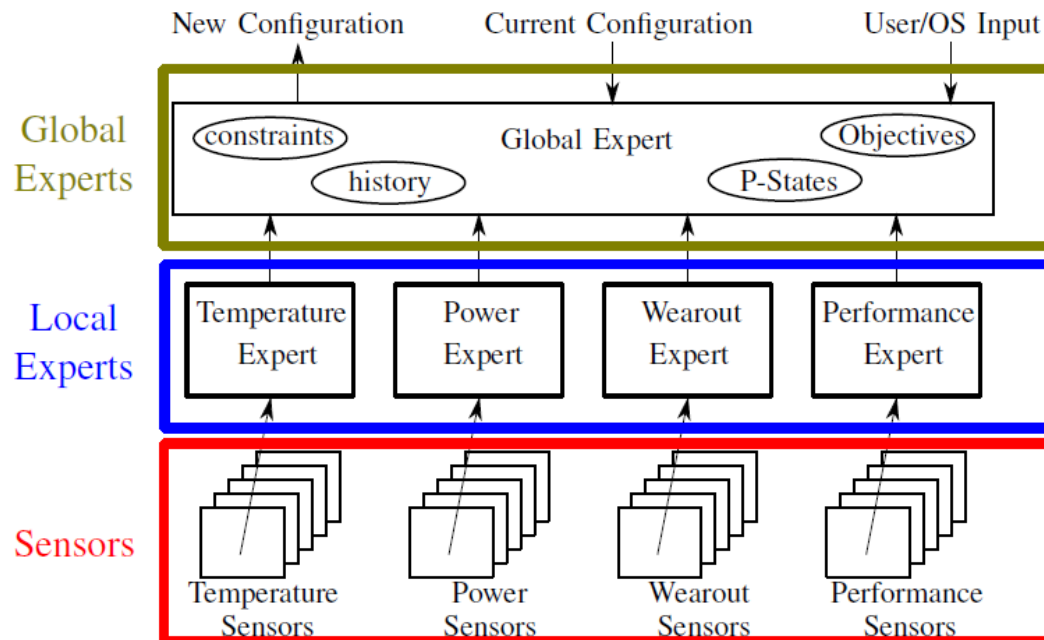 New Configuration
Current Configuration
User/OS Input
Global
Experts
constraints
Global Expert
Objectives
history
P-States
Local
Experts
Temperature
Expert
Power
Expert
Wearout
Expert
Performance
Expert
Sensors
Temperature
Sensors
Power
Sensors
Wearout
Sensors
Performance
Sensors